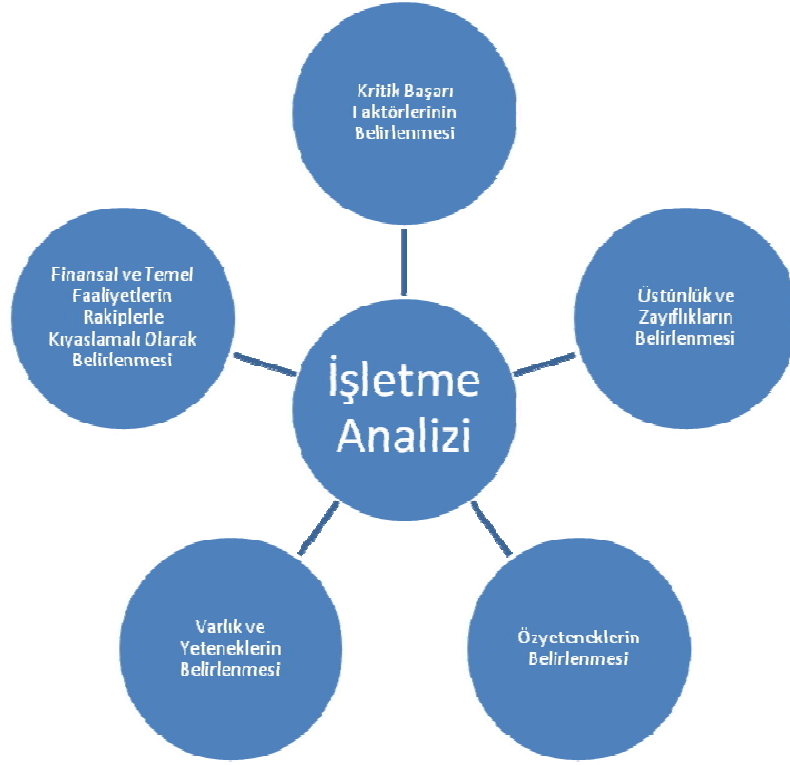 Kritik Başarı
Faktörlerinin
Belirlenmesi
Finansal ve Temel
Faaliyetlerin
Rakiplerle
Kıyaslamalı Olarak
Belirlenmesi
Üstünlük ve
Zayıflıkların
Belirlenmesi
İşletme
Analizi
Varlık ve
Yeteneklerin
Belirlenmesi
Özyeteneklerin
Belirlenmesi